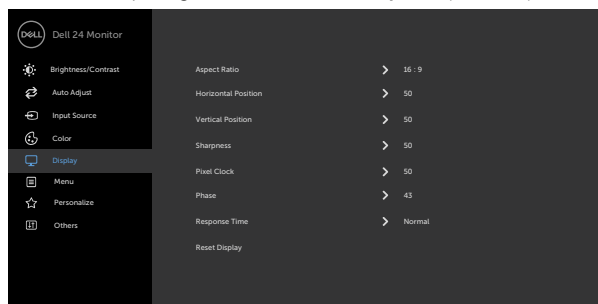 DELL Dell 24 Monitor
Brightness/Contrast
Auto Adjust
Input Source
Color
Display
Menu
Personalize
Others
Aspect Ratio 16 : 9
Horizontal Position 50
Vertical Position 50
Sharpness 50
Pixel Clock 50
Phase 43
Response Time Normal
Reset Display